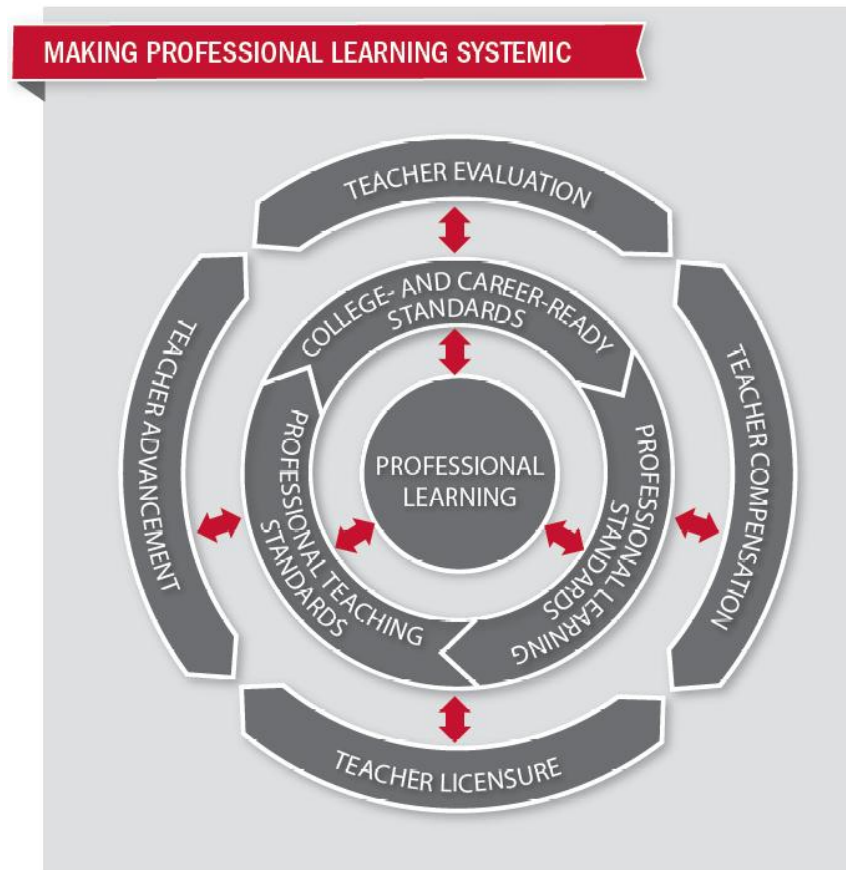 MAKING PROFESSIONAL LEARNING SYSTEMIC
TEACHER EVALUATION
COLLEGE- AND CAREER-READY
STANDARDS
TEACHER ADVANCEMENT
PROFESSIONAL TEACHING
STANDARDS
PROFESSIONAL
LEARNING
PROFESSIONAL LEARNING
STANDARDS
TEACHER COMPENSATION
TEACHER LICENSURE